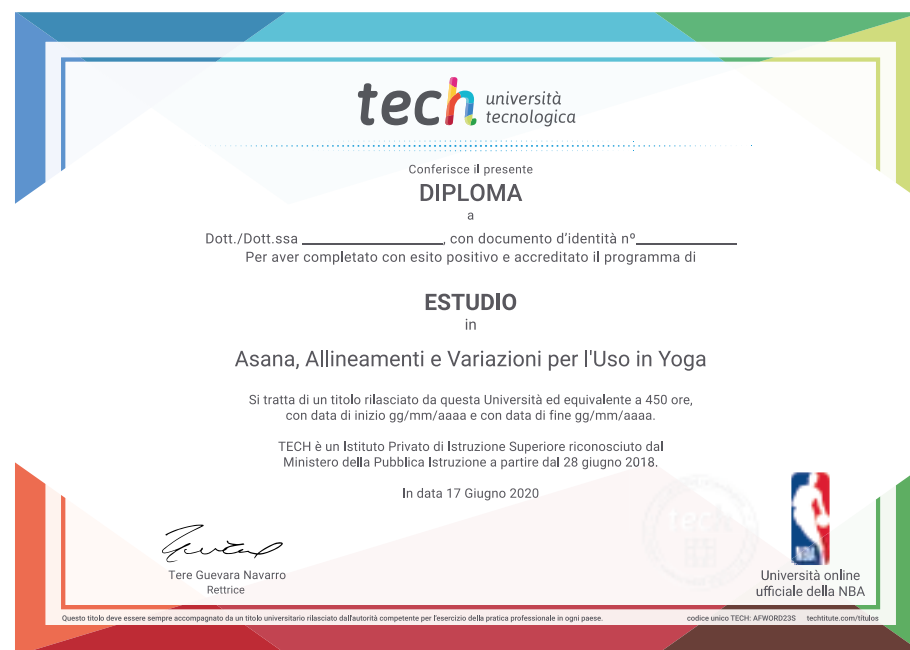 tech università
tecnologica
Conferisce il presente
DIPLOMA
a
Dott./Dott.ssa ________________, con documento d'identità nº____________
Per aver completato con esito positivo e accreditato il programma di
ESTUDIO
in
Asana, Allineamenti e Variazioni per l'Uso in Yoga
Si tratta di un titolo rilasciato da questa Università ed equivalente a 450 ore,
con data di inizio gg/mm/aaaa e con data di fine gg/mm/aaaa.
TECH è un Istituto Privato di Istruzione Superiore riconosciuto dal
Ministero della Pubblica Istruzione a partire dal 28 giugno 2018.
In data 17 Giugno 2020
Tere Guevara Navarro
Rettrice
NBA
Università online
ufficiale della NBA
Questo titolo deve essere sempre accompagnato da un titolo universitario rilasciato dall'autorità competente per l'esercizio della pratica professionale in ogni paese.
codice unico TECH: AFWORD23S techtitute.com/titulos